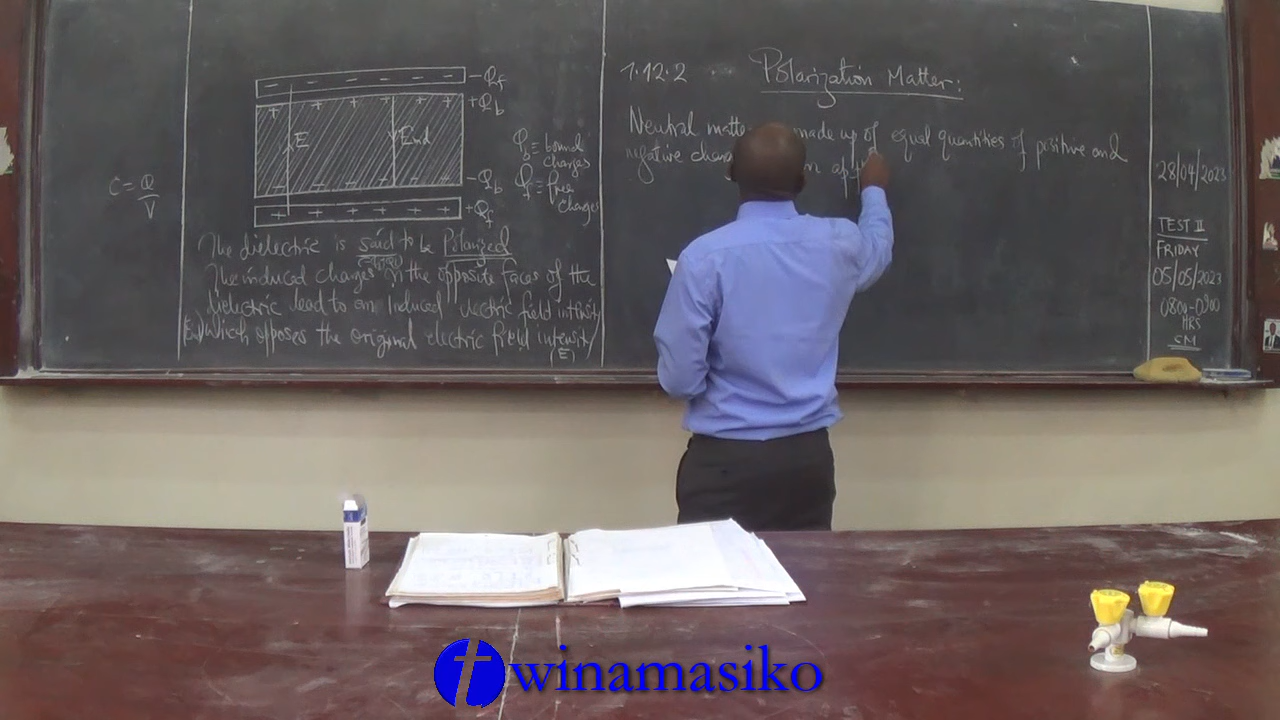 C = Q
V
- - - - - - - -Qf
+ + + + + +Qb
E
Eind
Qb ≡ bound
charges
- - - - - - -Qb
Qf ≡ free
charges
+ + + + + + +Qf
The dielectric is said to be Polarized
The induced charges in the opposite faces of the
dielectric lead to an Induced electric field intensity
which opposes the original electric field intensity
(E)
1.12.2 Polarization Matter:
Neutral matter made up of equal quantities of positive and
negative
28/04/2023
TEST II
FRIDAY
05/05/2023
0800-0900
HRS
CM
twinamasiko